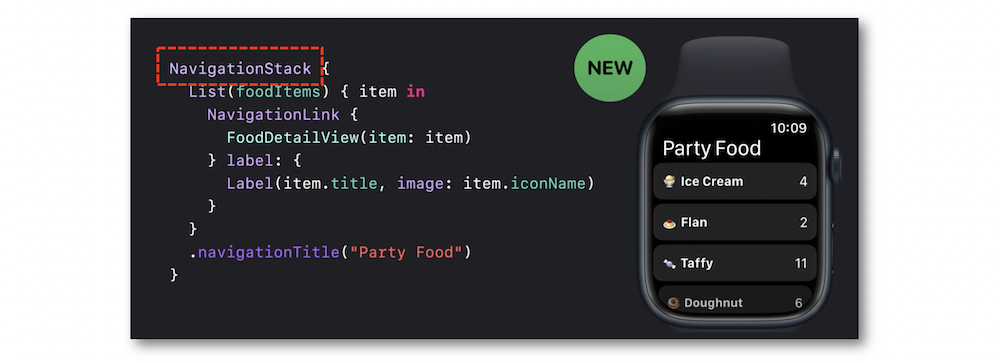 NavigationStack {
List(foodItems) { item in
NavigationLink {
FoodDetailView(item: item)
} label: {
Label(item.title, image: item.iconName)
}
}
.navigationTitle("Party Food")
}
NEW
10:09
Party Food
Ice Cream 4
Flan 2
Taffy 11
Doughnut 6